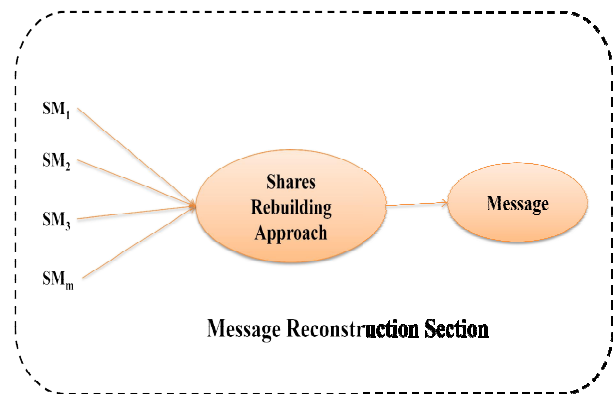 SM₁
SM₂
SM₃
SMₘ
Shares
Rebuilding
Approach
Message
Message Reconstruction Section